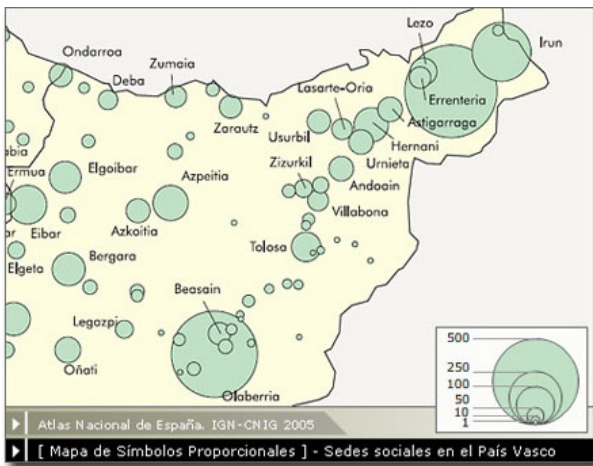 Lezo
Irun
Ondarroa
Zumaia
Deba
Lasarte-Oria
Errenteria
Zarautz
Astigarraga
Usurbil
Hernani
abia
Zizurkil
Urnieta
Ermua
Elgoibar
Azpeitia
Andoain
Villabona
ar
Eibar
Azkoitia
Tolosa
Elgeta
Bergara
Beasain
Legazpi
Oñati
Olaberria
500
250
100
50
10
1
Atlas Nacional de España. IGN-CNIG 2005
[ Mapa de Símbolos Proporcionales ] - Sedes sociales en el País Vasco